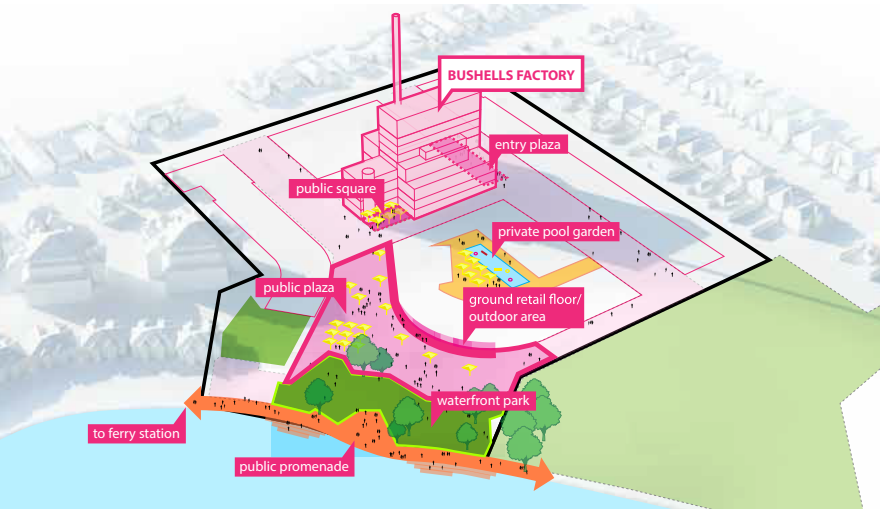 BUSHELLS FACTORY
entry plaza
public square
private pool garden
public plaza
ground retail floor/
outdoor area
waterfront park
to ferry station
public promenade